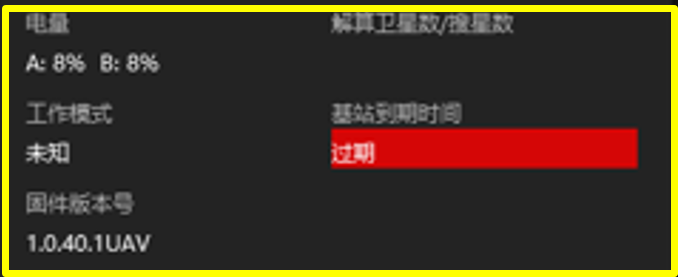 电量 解算卫星数/搜星数
A: 8% B: 8%
工作模式 基站到期时间
未知 过期
固件版本号
1.0.40.1UAV